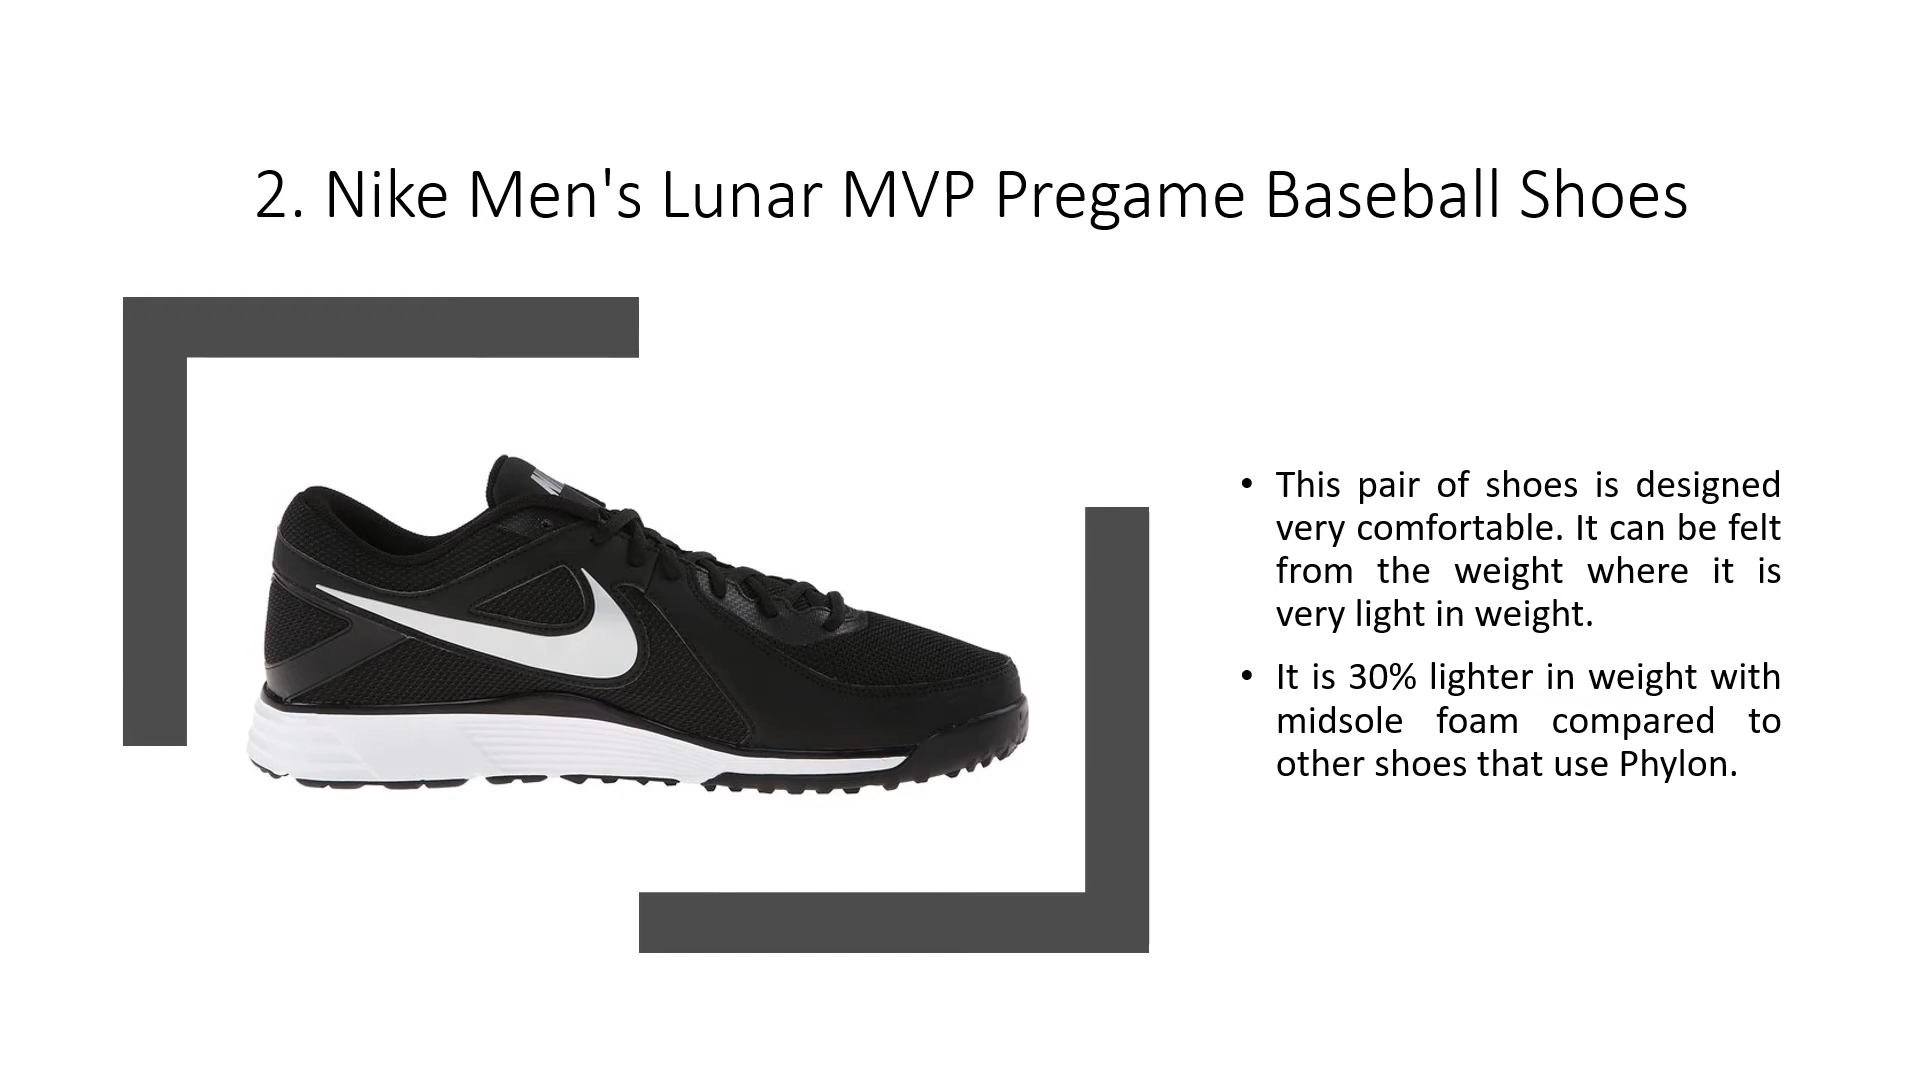 2. Nike Men's Lunar MVP Pregame Baseball Shoes
• This pair of shoes is designed
very comfortable. It can be felt
from the weight where it is
very light in weight.
• It is 30% lighter in weight with
midsole foam compared to
other shoes that use Phylon.